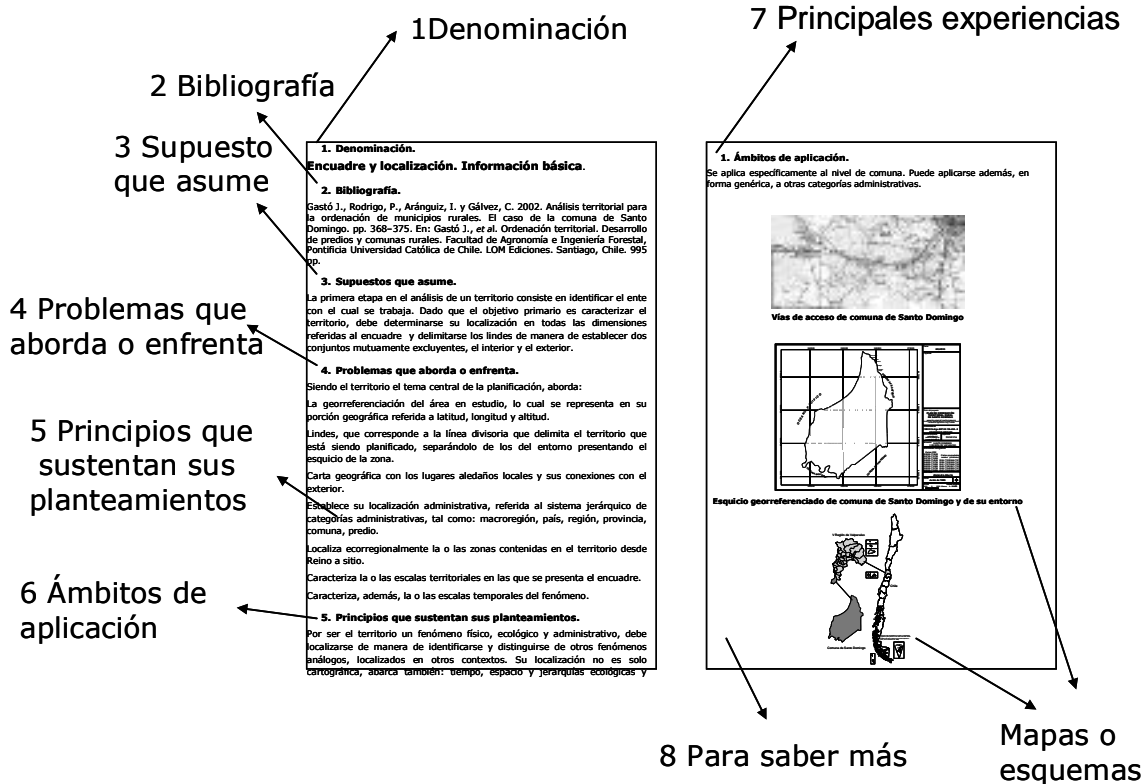 1Denominación
7 Principales experiencias
2 Bibliografía
3 Supuesto
que asume
4 Problemas que
aborda o enfrenta
5 Principios que
sustentan sus
planteamientos
6 Ámbitos de
aplicación
1. Denominación.
Encuadre y localización. Información básica.
2. Bibliografía.
Gastó J., Rodrigo, P., Aránguiz, I. y Gálvez, C. 2002. Análisis territorial para
la ordenación de municipios rurales. El caso de la comuna de Santo
Domingo. pp. 368-375. En: Gastó J., et al. Ordenación territorial. Desarrollo
de predios y comunas rurales. Facultad de Agronomía e Ingeniería Forestal,
Pontificia Universidad Católica de Chile. LOM Ediciones. Santiago, Chile. 995
pp.
3. Supuestos que asume.
La primera etapa en el análisis de un territorio consiste en identificar el ente
con el cual se trabaja. Dado que el objetivo primario es caracterizar el
territorio, debe determinarse su localización en todas las dimensiones
referidas al encuadre y delimitarse los lindes de manera de establecer dos
conjuntos mutuamente excluyentes, el interior y el exterior.
4. Problemas que aborda o enfrenta.
Siendo el territorio el tema central de la planificación, aborda:
La georreferenciación del área en estudio, lo cual se representa en su
porción geográfica referida a latitud, longitud y altitud.
Lindes, que corresponde a la línea divisoria que delimita el territorio que
está siendo planificado, separándolo de los del entorno presentando el
esquicio de la zona.
Carta geográfica con los lugares aledaños locales y sus conexiones con el
exterior.
Establece su localización administrativa, referida al sistema jerárquico de
categorías administrativas, tal como: macroregión, país, región, provincia,
comuna, predio.
Localiza ecorregionalmente la o las zonas contenidas en el territorio desde
Reino a sitio.
Caracteriza la o las escalas territoriales en las que se presenta el encuadre.
Caracteriza, además, la o las escalas temporales del fenómeno.
5. Principios que sustentan sus planteamientos.
Por ser el territorio un fenómeno físico, ecológico y administrativo, debe
localizarse de manera de identificarse y distinguirse de otros fenómenos
análogos, localizados en otros contextos. Su localización no es solo
cartográfica, abarca también: tiempo, espacio y jerarquías ecológicas y
1. Ámbitos de aplicación.
Se aplica específicamente al nivel de comuna. Puede aplicarse además, en
forma genérica, a otras categorías administrativas.
Vías de acceso de comuna de Santo Domingo
Esquicio georreferenciado de comuna de Santo Domingo y de su entorno
V Región de Valparaíso
Comuna de Santo Domingo
8 Para saber más
Mapas o
esquemas